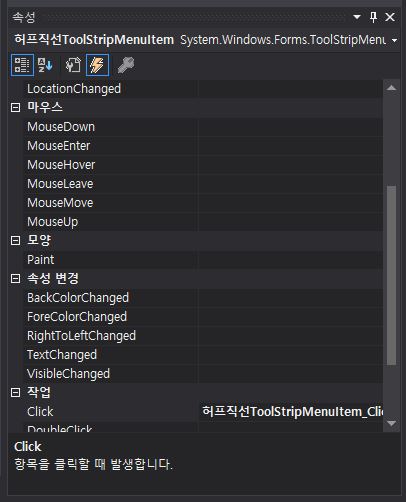 속성
허프직선ToolStripMenuItem System.Windows.Forms.ToolStripMenu
LocationChanged
마우스
MouseDown
MouseEnter
MouseHover
MouseLeave
MouseMove
MouseUp
모양
Paint
속성 변경
BackColorChanged
ForeColorChanged
RightToLeftChanged
TextChanged
VisibleChanged
작업
Click 허프직선ToolStripMenuItem_Clic
DoubleClick
Click
항목을 클릭할 때 발생합니다.